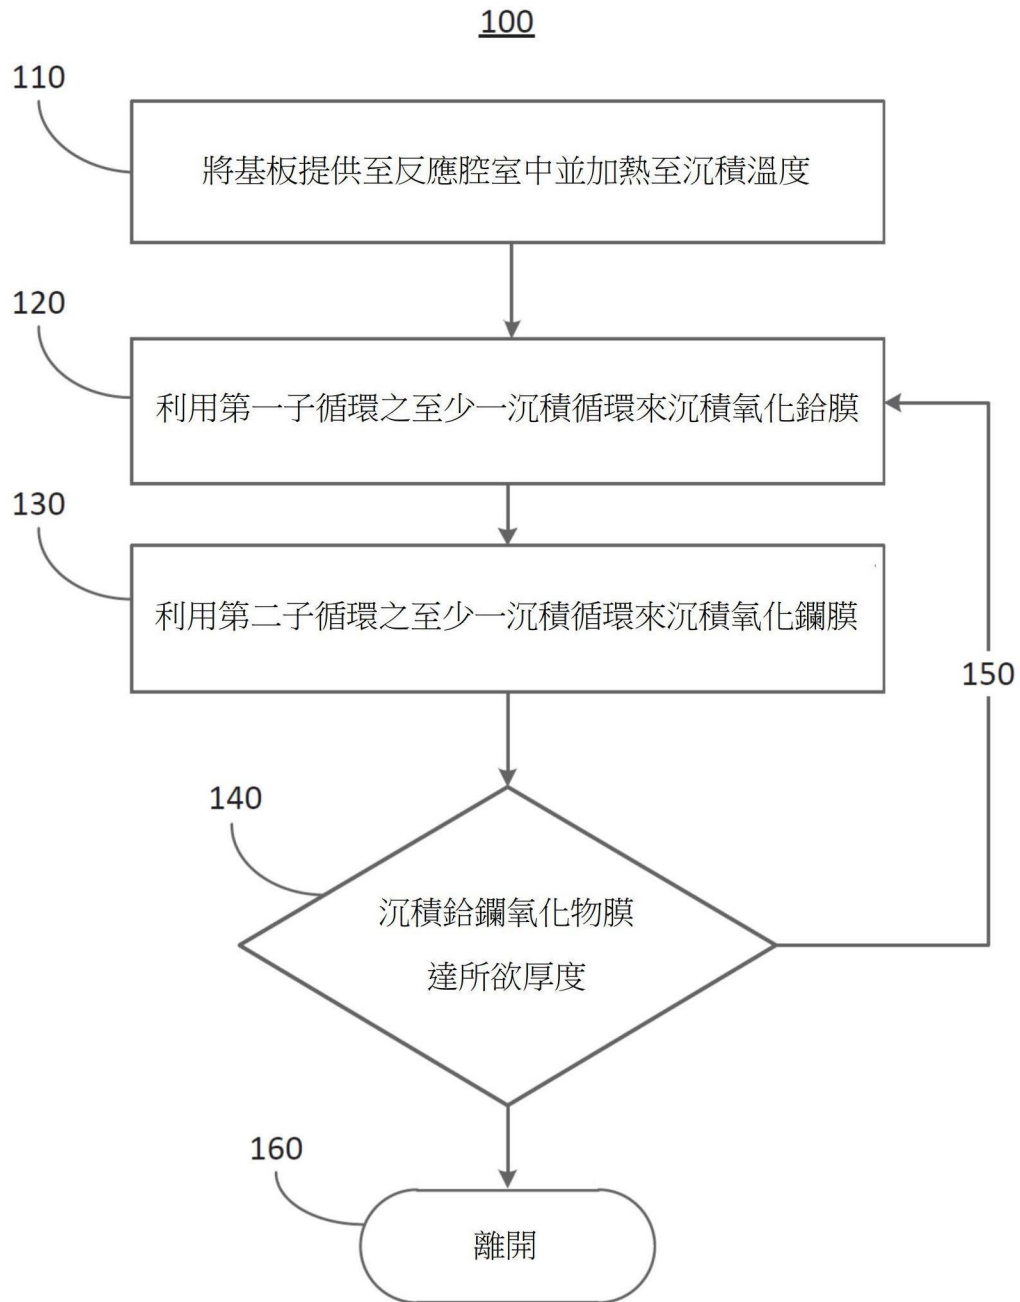 100
110
將基板提供至反應腔室中並加熱至沉積溫度
120
利用第一子循環之至少一沉積循環來沉積氧化鉿膜
130
利用第二子循環之至少一沉積循環來沉積氧化鑭膜
150
140
沉積鉿鑭氧化物膜
達所欲厚度
160
離開